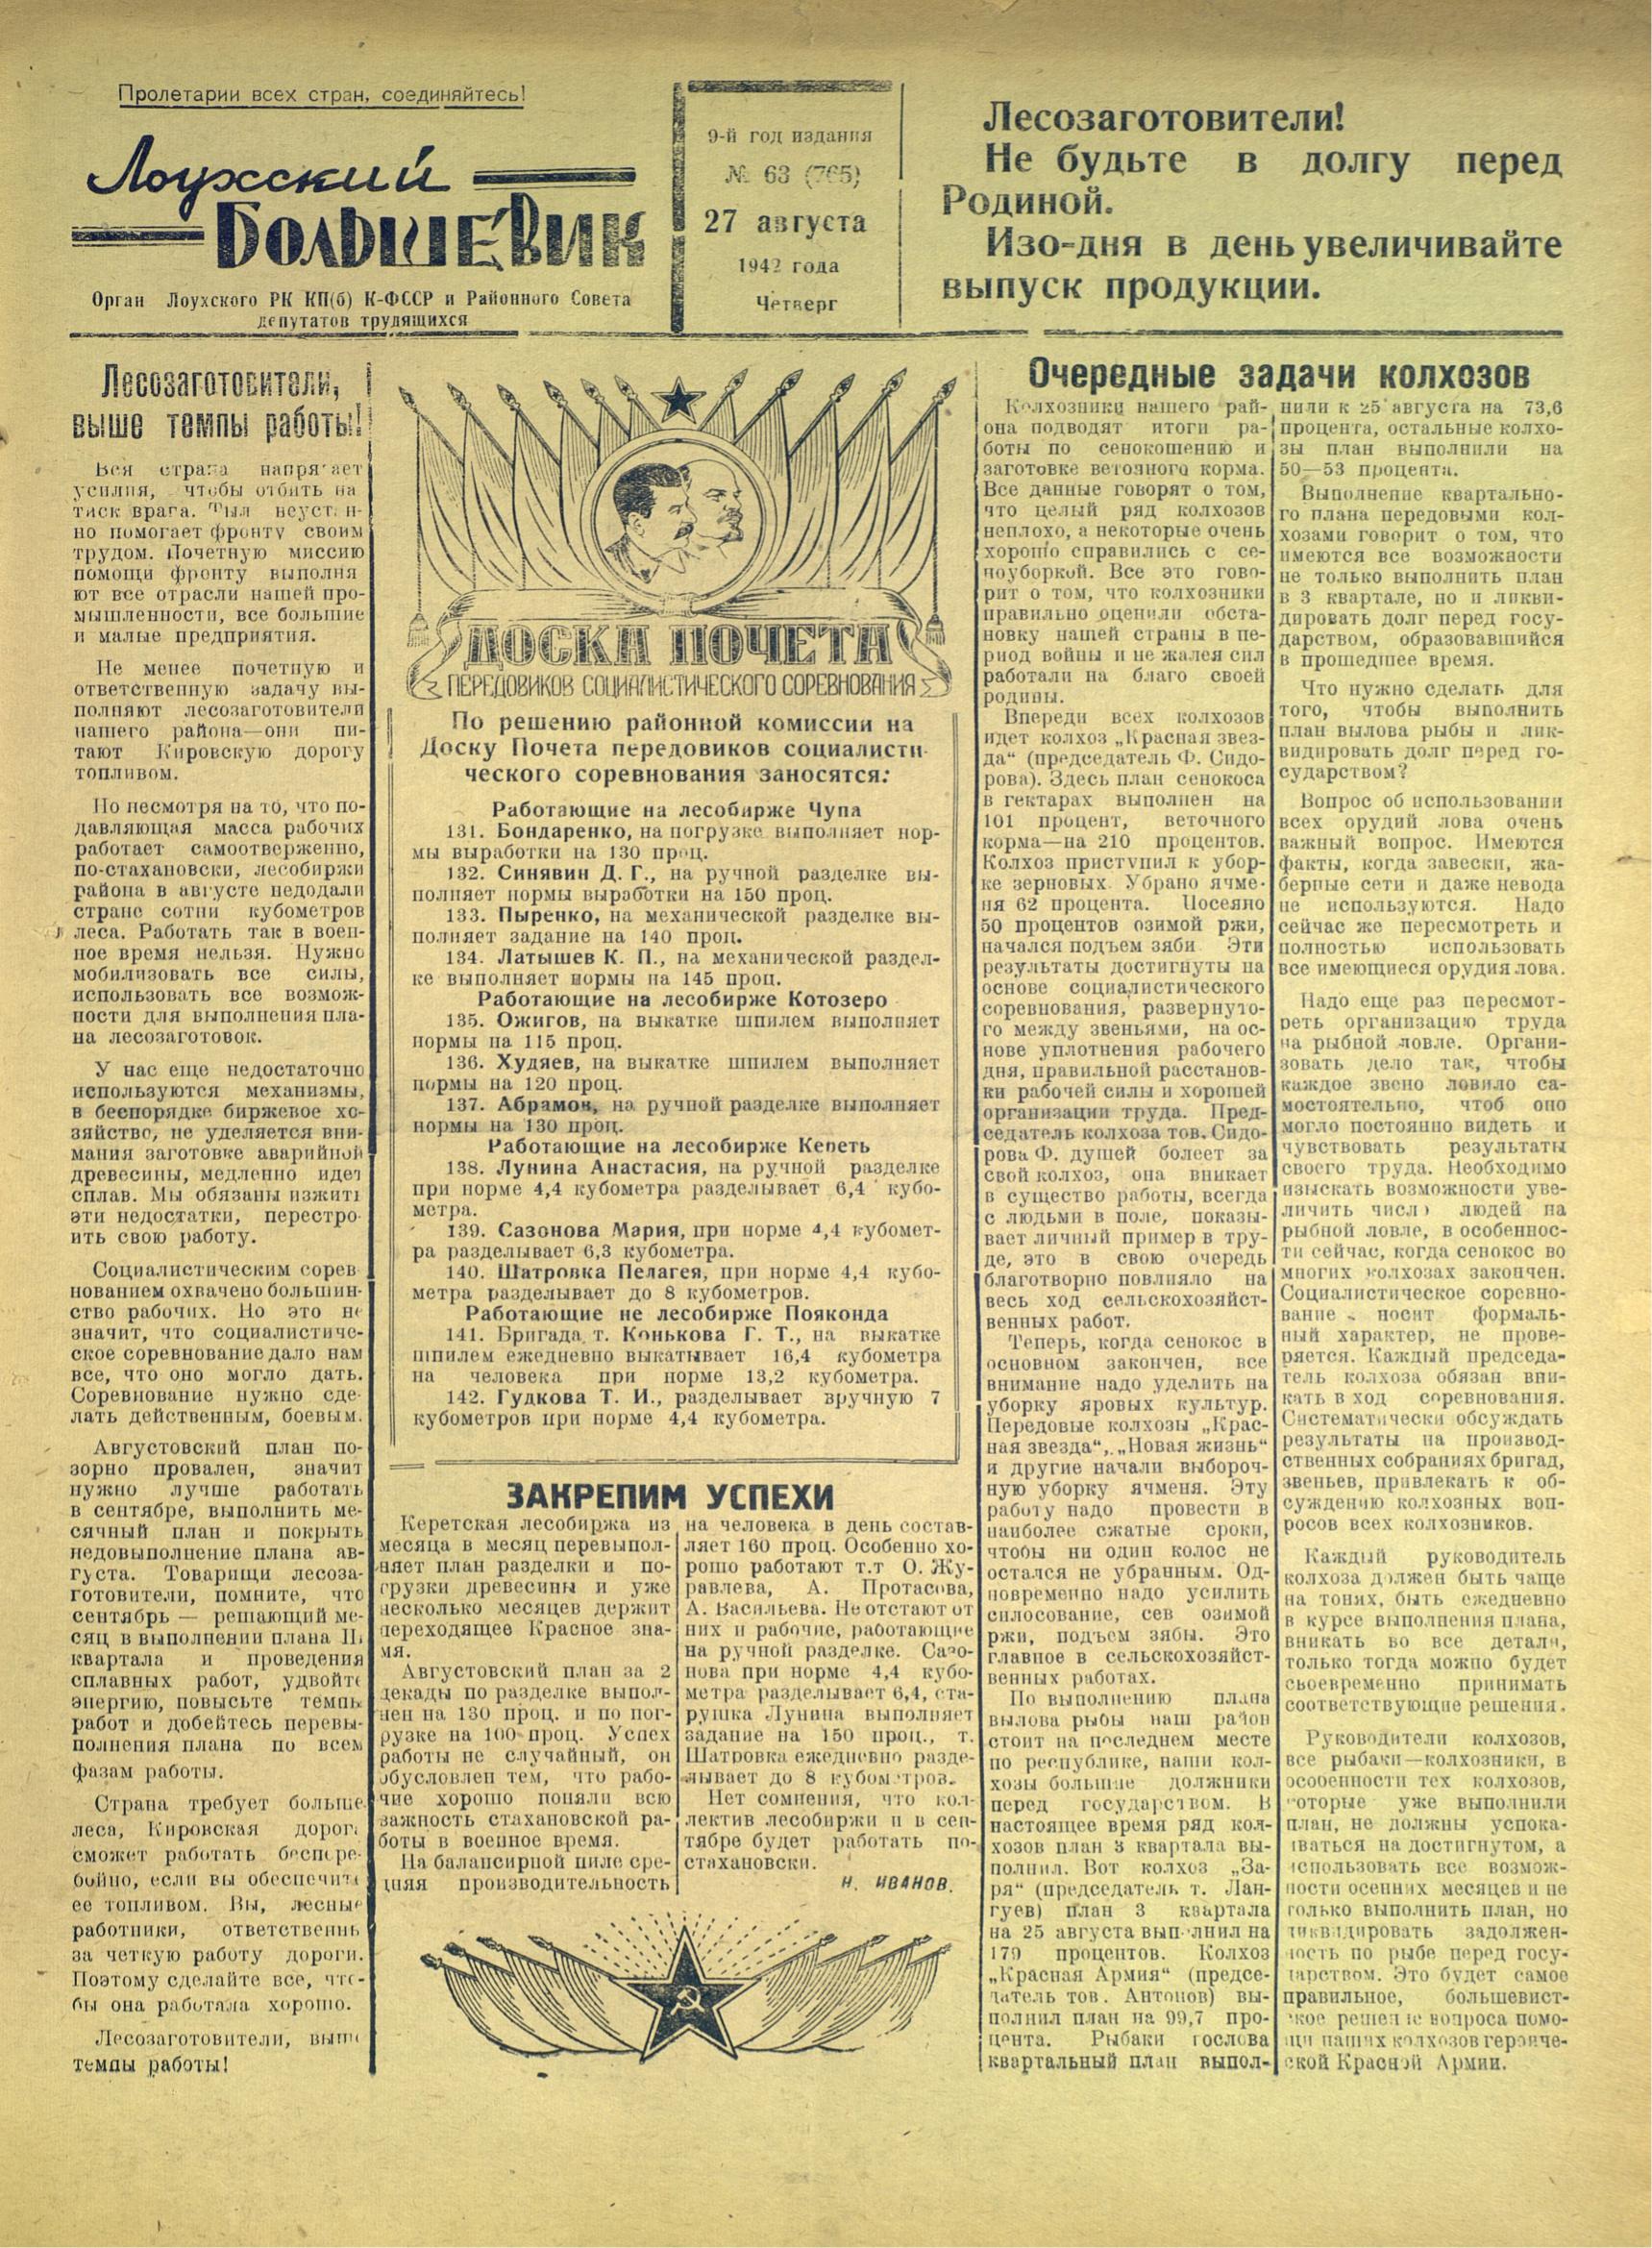 Пролетарии всех стран, соединяйтесь!
Лоухский
БОЛЬШЕВИК
Орган Лоухского РК КП(б) К-ФССР и Районного Совета
депутатов трудящихся
9-й год издания
№ 63 (765)
27 августа
1942 года
Четверг
Лесозаготовители!
Не будьте в долгу перед
Родиной.
Изо-дня в день увеличивайте
выпуск продукции.
Лесозаготовители,
выше темпы работы!
Вся страна напрягает
усилия, чтобы отбить на
тиск врага. Тыл неустан-
но помогает фронту своим
трудом. Почетную миссию
помощи фронту выполня
ют все отрасли нашей про-
мышленности, все большие
и малые предприятия.
Не менее почетную и
ответственную задачу вы-
полняют лесозаготовители
нашего района—они пи-
тают Кировскую дорогу
топливом.
Но несмотря на то, что по-
давляющая масса рабочих
работает самоотверженно,
по-стахановски, лесобиржи
района в августе недодали
стране сотни кубометров
леса. Работать так в воен-
ное время нельзя. Нужно
мобилизовать все силы,
использовать все возмож-
ности для выполнения пла-
на лесозаготовок.
У нас еще недостаточно
используются механизмы,
в беспорядке биржевое хо-
зяйство, не уделяется вни-
мания заготовке аварийной
древесины, медленно идет
сплав. Мы обязаны изжить
эти недостатки, перестро-
ить свою работу.
Социалистическим сорев
нованием охвачено большин-
ство рабочих. Но это не
значит, что социалистиче-
ское соревнование дало нам
все, что оно могло дать.
Соревнование нужно сде-
лать действенным, боевым.
Августовский план по-
зорно провален, значит
нужно лучше работать
в сентябре, выполнить ме-
сячный план и покрыть
недовыполнение плана ав-
густа. Товарищи лесоза-
готовители, помните, что
сентябрь — решающий ме-
сяц в выполнении плана III
квартала и проведения
сплавных работ, удвойте
энергию, повысьте темпы
работ и добейтесь перевы-
полнения плана по всем
фазам работы.
Страна требует больше
леса, Кировская дорога
сможет работать беспере-
бойно, если вы обеспечите
ее топливом. Вы, лесные
работники, ответственны
за четкую работу дороги.
Поэтому сделайте все, что-
бы она работала хорошо.
Лесозаготовители, выше
темпы работы!
ДОСКА ПОЧЕТА
ПЕРЕДОВИКОВ СОЦИАЛИСТИЧЕСКОГО СОРЕВНОВАНИЯ
По решению районной комиссии на
Доску Почета передовиков социалисти-
ческого соревнования заносятся:
Работающие на лесобирже Чупа
131. Бондаренко, на погрузке выполняет нор-
мы выработки на 130 проц.
132. Синявин Д. Г., на ручной разделке вы-
полняет нормы выработки на 150 проц.
133. Пыренко, на механической разделке вы-
полняет задание на 140 проц.
134. Латышев К. П., на механической раздел-
ке выполняет нормы на 145 проц.
Работающие на лесобирже Котозеро
135. Ожигов, на выкатке шпилем выполняет
нормы на 115 проц.
136. Худяев, на выкатке шпилем выполняет
нормы на 120 проц.
137. Абрамов, на ручной разделке выполняет
нормы на 130 проц.
Работающие на лесобирже Кереть
138. Лунина Анастасия, на ручной разделке
при норме 4,4 кубометра разделывает 6,4 кубо-
метра.
139. Сазонова Мария, при норме 4,4 кубомет-
ра разделывает 6,3 кубометра.
140. Шатровка Пелагея, при норме 4,4 кубо-
метра разделывает до 8 кубометров.
Работающие не лесобирже Пояконда
141. Бригада т. Конькова Г. Т., на выкатке
шпилем ежедневно выкатывает 16,4 кубометра
на человека при норме 13,2 кубометра.
142. Гудкова Т. И., разделывает вручную 7
кубометров при норме 4,4 кубометра.
ЗАКРЕПИМ УСПЕХИ
Керетская лесобиржа из
месяца в месяц перевыпол-
няет план разделки и по-
грузки древесины и уже
несколько месяцев держит
переходящее Красное зна-
мя.
Августовский план за 2
декады по разделке выпол-
нен на 130 проц. и по пог-
рузке на 100 проц. Успех
работы не случайный, он
обусловлен тем, что рабо-
чие хорошо поняли всю
важность стахановской ра-
боты в военное время.
На балансирной пиле сре-
дняя производительность
на человека в день состав-
ляет 160 проц. Особенно хо-
рошо работают т.т О. Жу-
равлева, А. Протасова,
А. Васильева. Не отстают от
них и рабочие, работающие
на ручной разделке. Сазо-
нова при норме 4,4 кубо-
метра разделывает 6,4, ста-
рушка Лунина выполняет
задание на 150 проц., т.
Шатровка ежедневно разде-
лывает до 8 кубометров.
Нет сомнения, что кол-
лектив лесобиржи и в сен-
тябре будет работать по-
стахановски.
Н. ИВАНОВ.
Очередные задачи колхозов
Колхозники нашего рай-
она подводят итоги ра-
боты по сенокошению и
заготовке веточного корма.
Все данные говорят о том,
что целый ряд колхозов
неплохо, а некоторые очень
хорошо справились с се-
ноуборкой. Все это гово-
рит о том, что колхозники
правильно оценили обста-
новку нашей страны в пе-
риод войны и не жалея сил
работали на благо своей
родины.
Впереди всех колхозов
идет колхоз „Красная звез-
да“ (председатель Ф. Сидо-
рова). Здесь план сенокоса
в гектарах выполнен на
101 процент, веточного
корма—на 210 процентов.
Колхоз приступил к убор-
ке зерновых. Убрано ячме-
ня 62 процента. Посеяно
50 процентов озимой ржи,
начался подъем зяби Эти
результаты достигнуты на
основе социалистического
соревнования, развернуто-
го между звеньями, на ос-
нове уплотнения рабочего
дня, правильной расстанов-
ки рабочей силы и хорошей
организации труда. Пред-
седатель колхоза тов. Сидо-
рова Ф. душей болеет за
свой колхоз, она вникает
в существо работы, всегда
с людьми в поле, показы-
вает личный пример в тру-
де, это в свою очередь
благотворно повлияло на
весь ход сельскохозяйст-
венных работ.
Теперь, когда сенокос в
основном закончен, все
внимание надо уделить на
уборку яровых культур.
Передовые колхозы „Крас-
ная звезда“, „Новая жизнь“
и другие начали выбороч-
ную уборку ячменя. Эту
работу надо провести в
наиболее сжатые сроки,
чтобы ни один колос не
остался не убранным. Од-
новременно надо усилить
силосование, сев озимой
ржи, подъем зябы. Это
главное в сельскохозяйст-
венных работах.
По выполнению плана
вылова рыбы наш район
стоит на последнем месте
по республике, наши кол-
хозы большие должники
перед государством. В
настоящее время ряд кол-
хозов план 3 квартала вы-
полнил. Вот колхоз „За-
ря“ (председатель т. Лан-
гуев) план 3 квартала
на 25 августа выполнил на
179 процентов. Колхоз
„Красная Армия“ (предсе-
датель тов. Антонов) вы-
полнил план на 99,7 про-
цента. Рыбаки гослова
квартальный план выпол-
нили к 25 августа на 73,6
процента, остальные колхо-
зы план выполнили на
50—53 процента.
Выполнение квартально-
го плана передовыми кол-
хозами говорит о том, что
имеются все возможности
не только выполнить план
в 3 квартале, но и ликви-
дировать долг перед госу-
дарством, образовавшийся
в прошедшее время.
Что нужно сделать для
того, чтобы выполнить
план вылова рыбы и лик-
видировать долг перед го-
сударством?
Вопрос об использовании
всех орудий лова очень
важный вопрос. Имеются
факты, когда завески, жа-
берные сети и даже невода
не используются. Надо
сейчас же пересмотреть и
полностью использовать
все имеющиеся орудия лова.
Надо еще раз пересмот-
реть организацию труда
на рыбной ловле. Органи-
зовать дело так, чтобы
каждое звено ловило са-
мостоятельно, чтоб оно
могло постоянно видеть и
чувствовать результаты
своего труда. Необходимо
изыскать возможности уве-
личить число людей на
рыбной ловле, в особеннос-
ти сейчас, когда сенокос во
многих колхозах закончен.
Социалистическое соревно-
вание носит формаль-
ный характер, не прове-
ряется. Каждый председа-
тель колхоза обязан вни-
кать в ход соревнования.
Систематически обсуждать
результаты на производ-
ственных собраниях бригад,
звеньев, привлекать к об-
суждению колхозных воп-
росов всех колхозников.
Каждый руководитель
колхоза должен быть чаще
на тонях, быть ежедневно
в курсе выполнения плана,
вникать во все детали,
только тогда можно будет
своевременно принимать
соответствующие решения.
Руководители колхозов,
все рыбаки—колхозники, в
особенности тех колхозов,
которые уже выполнили
план, не должны успока-
иваться на достигнутом, а
использовать все возмож-
ности осенних месяцев и не
только выполнить план, но
ликвидировать задолжен-
ность по рыбе перед госу-
дарством. Это будет самое
правильное, большевист-
ское решение вопроса помо-
щи наших колхозов героиче-
ской Красной Армии.